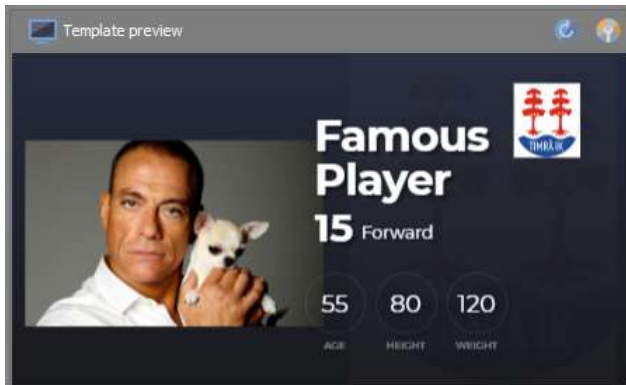 Template preview
Famous
Player
TIMRÅ IK
15 Forward
55 80 120
AGE HEIGHT WEIGHT